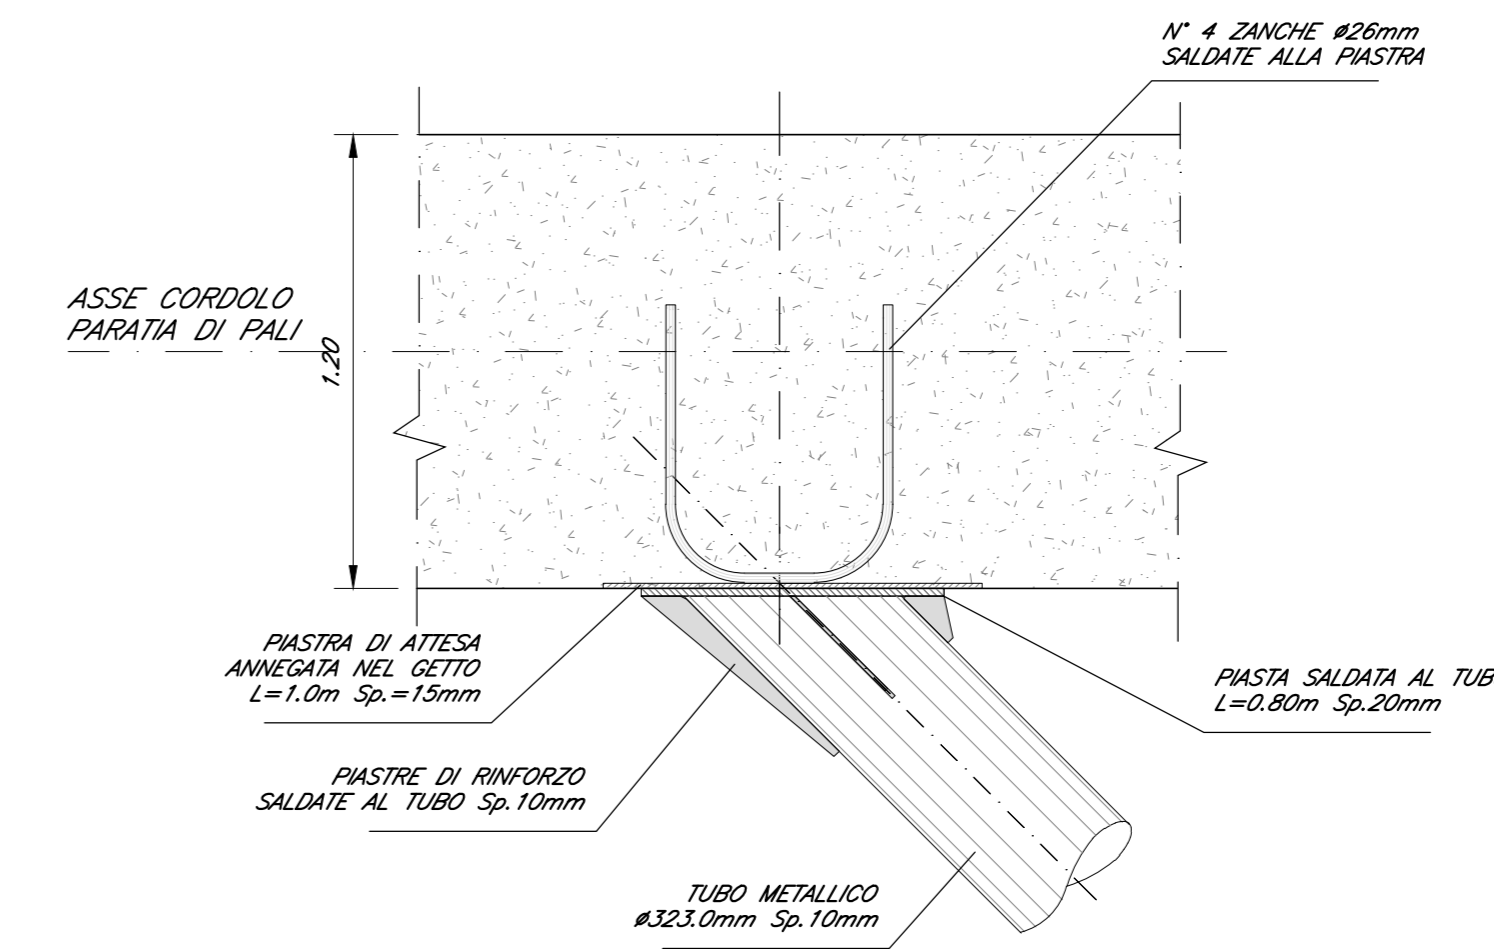 N° 4 ZANCHE ø26mm
SALDATE ALLA PIASTRA
ASSE CORDOLO
PARATIA DI PALI
1.20
PIASTRA DI ATTESA
ANNEGATA NEL GETTO
L=1.0m Sp.=15mm
PIASTA SALDATA AL TUB
L=0.80m Sp.20mm
PIASTRE DI RINFORZO
SALDATE AL TUBO Sp.10mm
TUBO METALLICO
ø323.0mm Sp.10mm